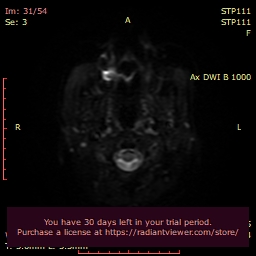 Im: 31/54
STP111
Se: 3
STP111
A
F
Ax DWI B 1000
R
L
You have 30 days left in your trial period.
Purchase a license at https://radiantviewer.com/store/